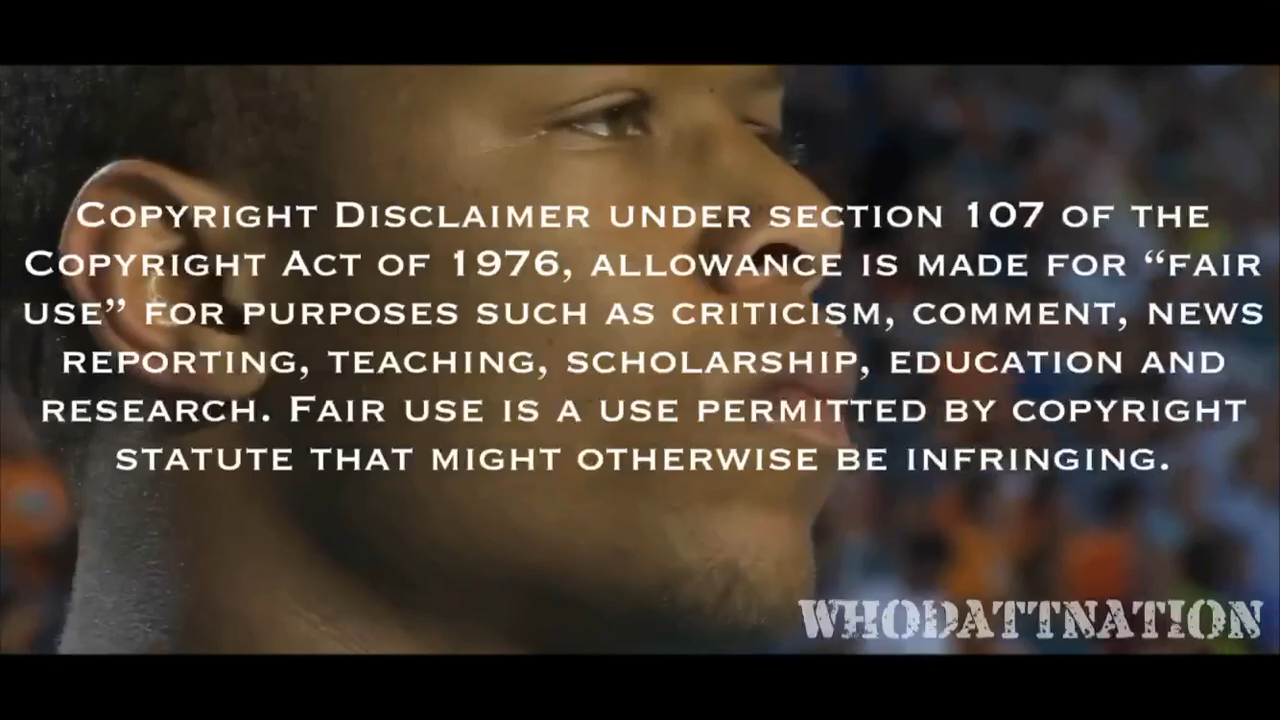 Copyright Disclaimer under section 107 of the
Copyright Act of 1976, allowance is made for “fair
use” for purposes such as criticism, comment, news
reporting, teaching, scholarship, education and
research. Fair use is a use permitted by copyright
statute that might otherwise be infringing.
WHODATTNATION